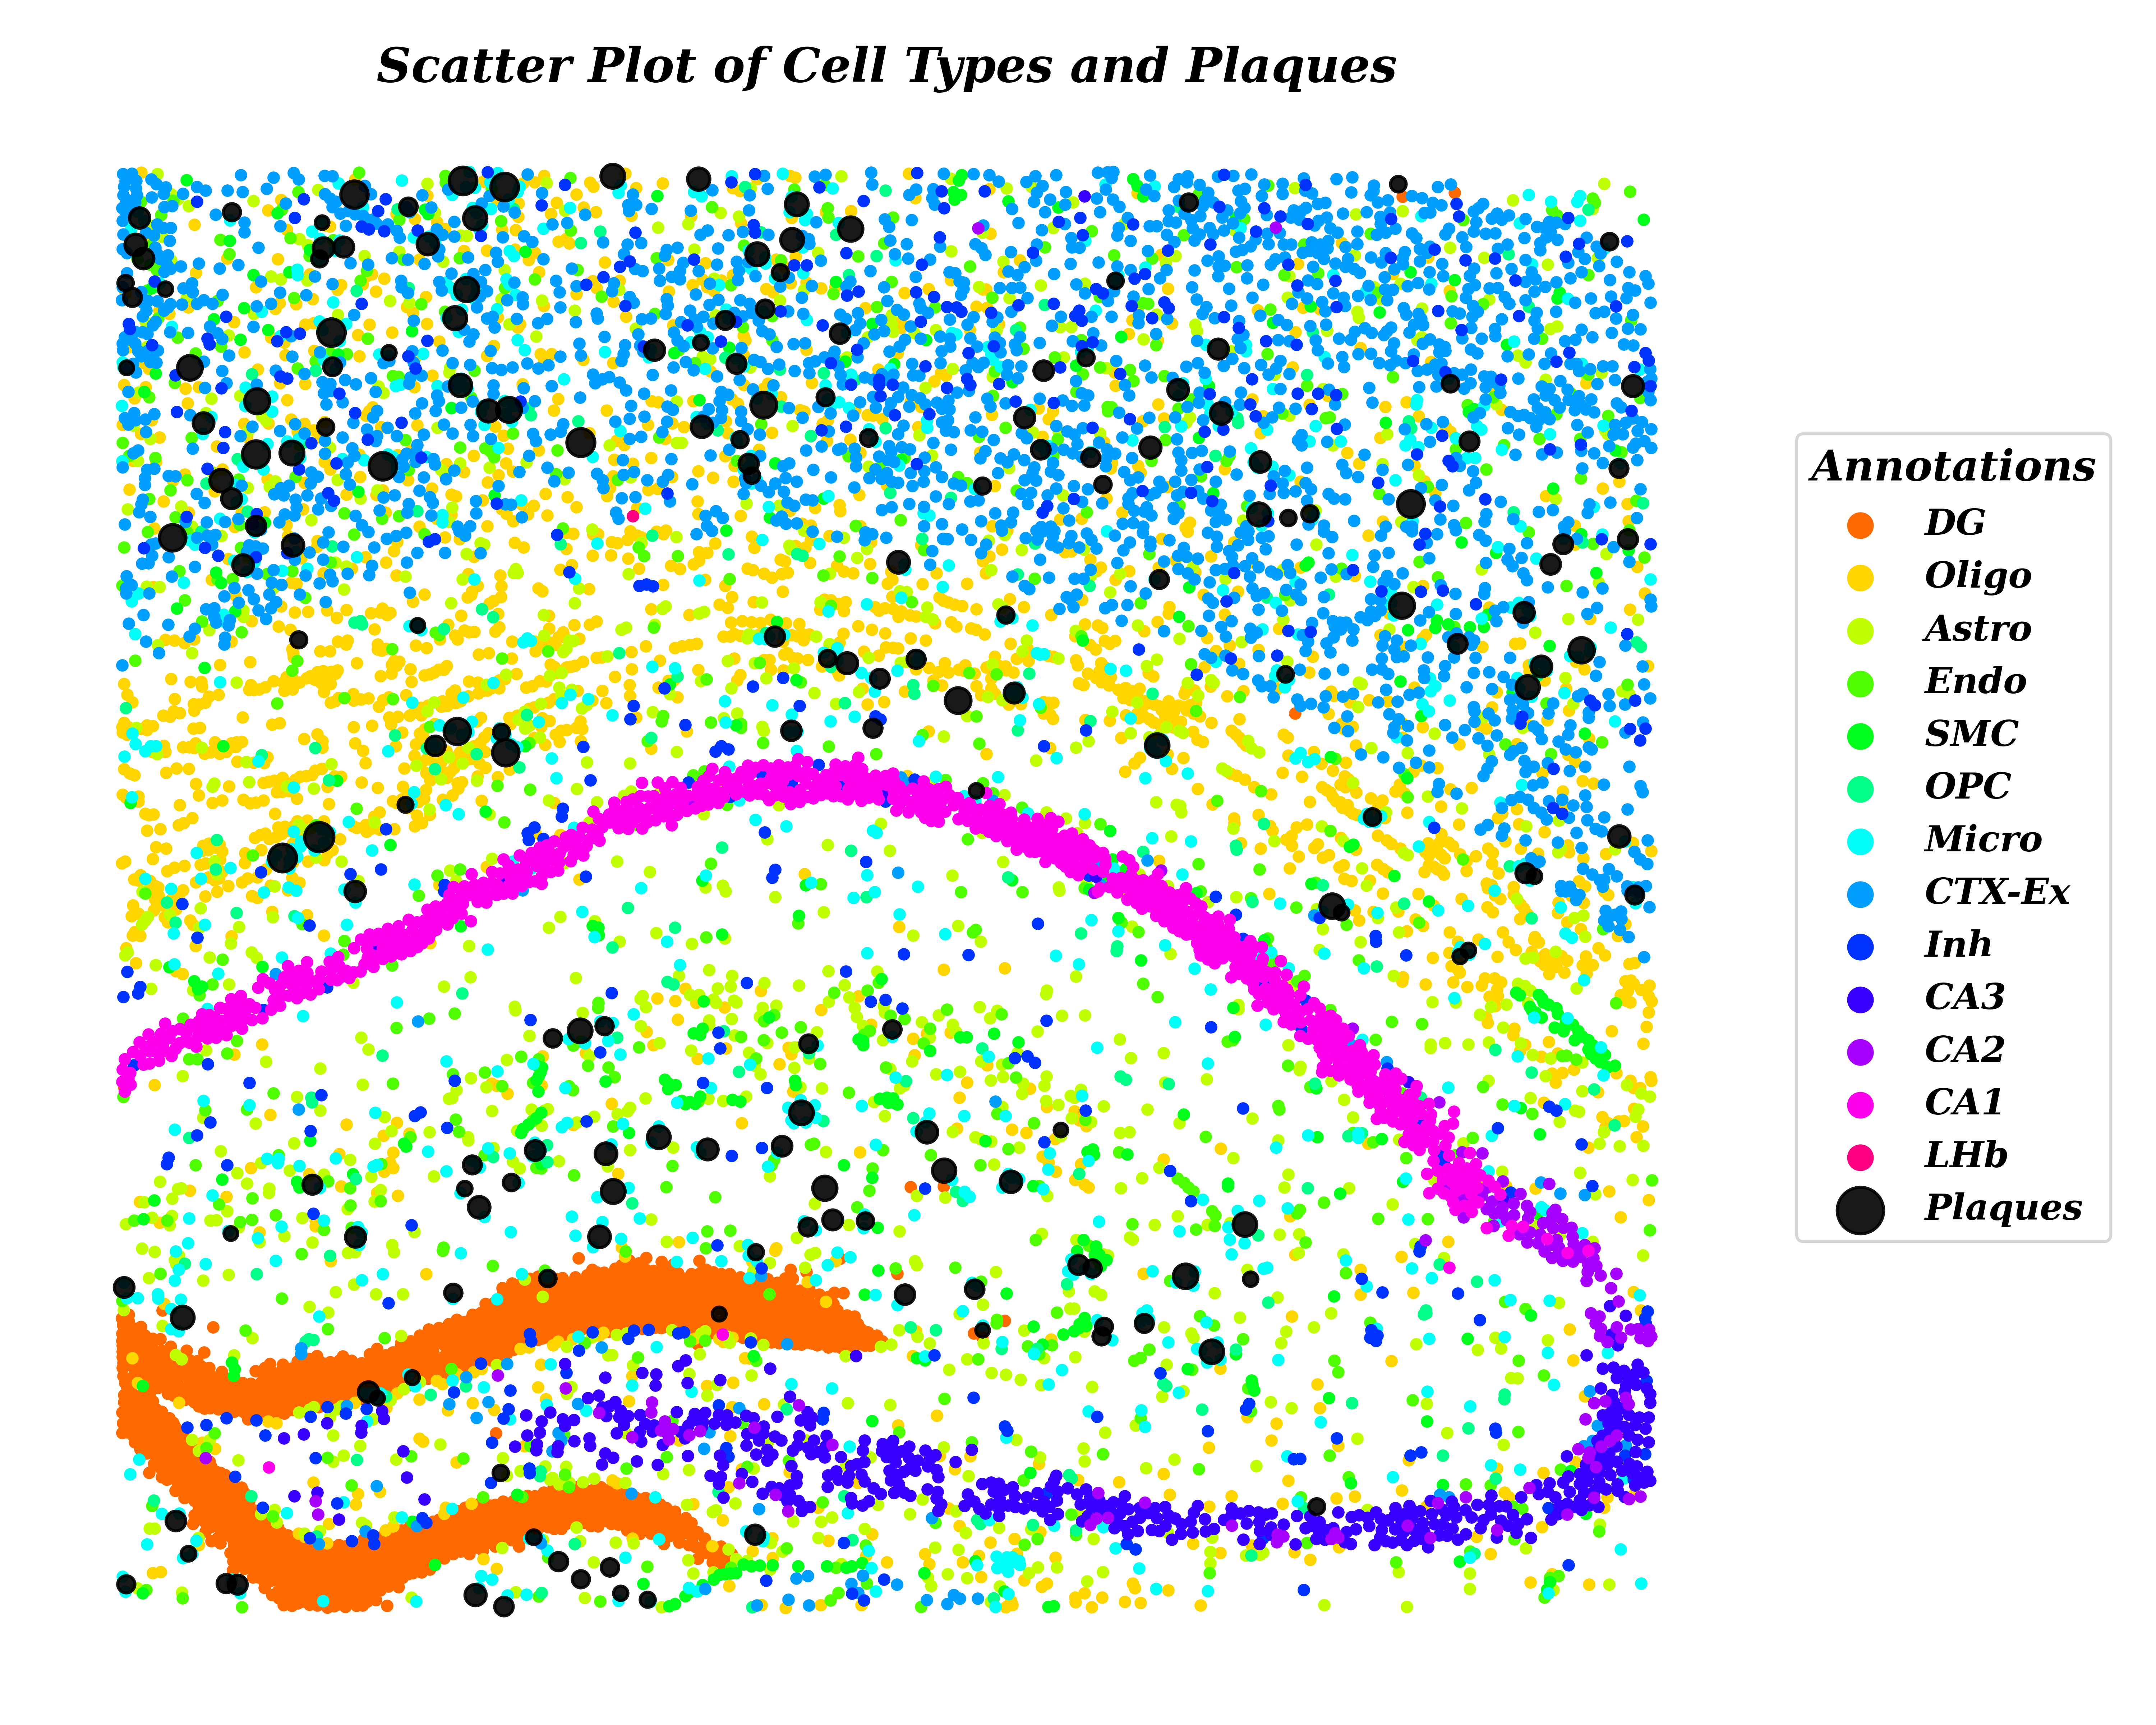 Scatter Plot of Cell Types and Plaques
Annotations
DG
Oligo
Astro
Endo
SMC
OPC
Micro
CTX-Ex
Inh
CA3
CA2
CA1
LHb
Plaques